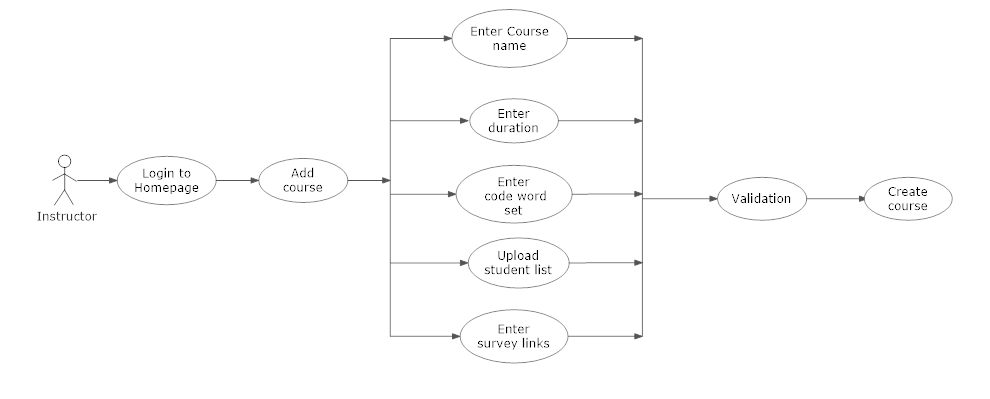 Instructor
Login to
Homepage
Add
course
Enter Course
name
Enter
duration
Enter
code word
set
Upload
student list
Enter
survey links
Validation
Create
course